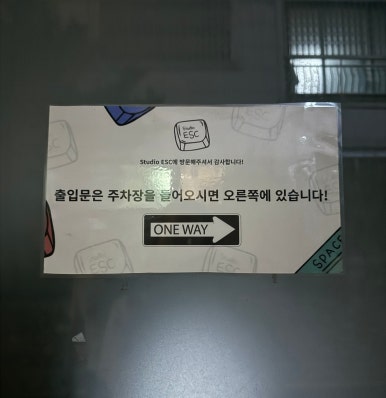 Studio
ESC
Studio ESC에 방문해주셔서 감사합니다!
출입문은 주차장을 들어오시면 오른쪽에 있습니다!
ONE WAY
ESC
SPACE